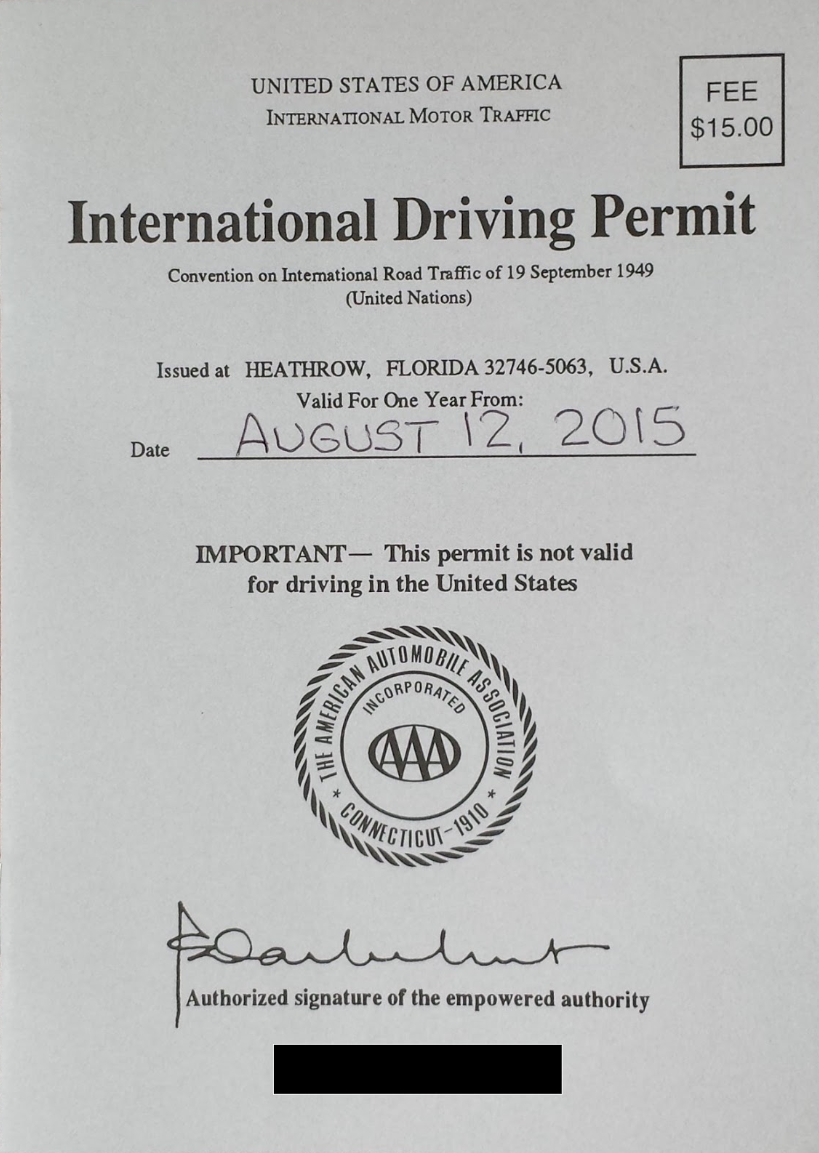 UNITED STATES OF AMERICA
INTERNATIONAL MOTOR TRAFFIC
FEE
$15.00
International Driving Permit
Convention on International Road Traffic of 19 September 1949
(United Nations)
Issued at HEATHROW, FLORIDA 32746-5063, U.S.A.
Valid For One Year From:
Date AUGUST 12, 2015
IMPORTANT— This permit is not valid
for driving in the United States
THE AMERICAN AUTOMOBILE ASSOCIATION
INCORPORATED
AAA
* CONNECTICUT-1910 *
Authorized signature of the empowered authority